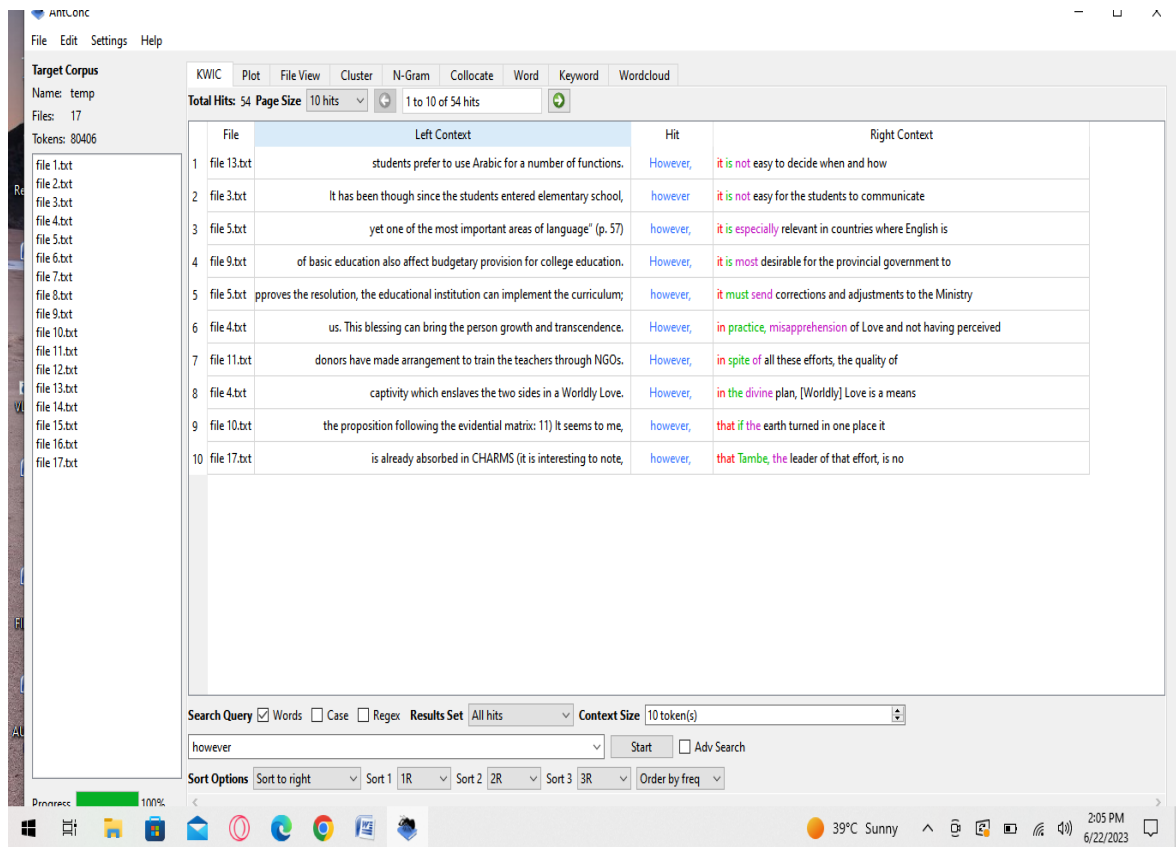 AntConc
File Edit Settings Help
Target Corpus
Name: temp
Files: 17
Tokens: 80406
file 1.txt
file 2.txt
file 3.txt
file 4.txt
file 5.txt
file 6.txt
file 7.txt
file 8.txt
file 9.txt
file 10.txt
file 11.txt
file 12.txt
file 13.txt
file 14.txt
file 15.txt
file 16.txt
file 17.txt
Progress 100%
KWIC Plot File View Cluster N-Gram Collocate Word Keyword Wordcloud
Total Hits: 54 Page Size 10 hits 1 to 10 of 54 hits
File Left Context Hit Right Context
1 file 13.txt students prefer to use Arabic for a number of functions. However, it is not easy to decide when and how
2 file 3.txt It has been though since the students entered elementary school, however it is not easy for the students to communicate
3 file 5.txt yet one of the most important areas of language" (p. 57) however, it is especially relevant in countries where English is
4 file 9.txt of basic education also affect budgetary provision for college education. However, it is most desirable for the provincial government to
5 file 5.txt pproves the resolution, the educational institution can implement the curriculum; however, it must send corrections and adjustments to the Ministry
6 file 4.txt us. This blessing can bring the person growth and transcendence. However, in practice, misapprehension of Love and not having perceived
7 file 11.txt donors have made arrangement to train the teachers through NGOs. However, in spite of all these efforts, the quality of
8 file 4.txt captivity which enslaves the two sides in a Worldly Love. However, in the divine plan, [Worldly] Love is a means
9 file 10.txt the proposition following the evidential matrix: 11) It seems to me, however, that if the earth turned in one place it
10 file 17.txt is already absorbed in CHARMS (it is interesting to note, however, that Tambe, the leader of that effort, is no
Search Query Words Case Regex Results Set All hits Context Size 10 token(s)
however Start Adv Search
Sort Options Sort to right Sort 1 1R Sort 2 2R Sort 3 3R Order by freq
39°C Sunny 2:05 PM
6/22/2023